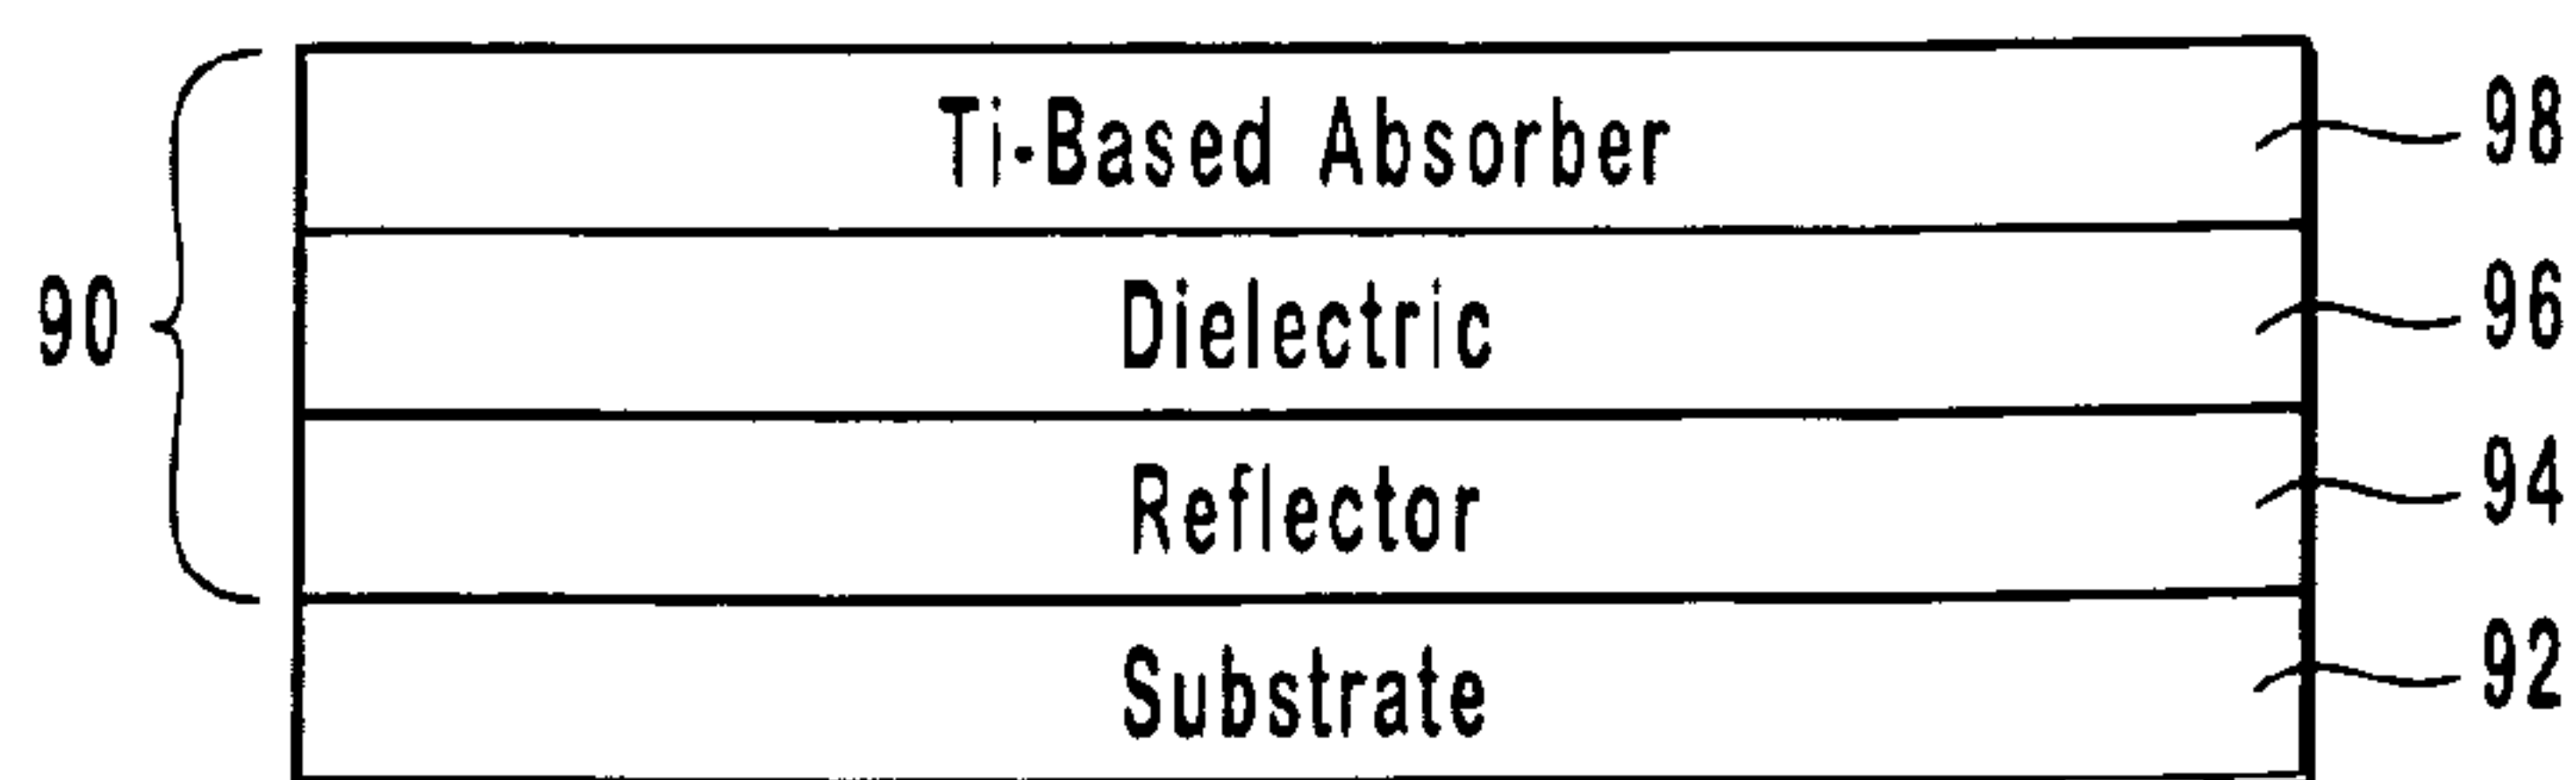 Ti-Based Absorber 98
Dielectric 96
90
Reflector 94
Substrate 92